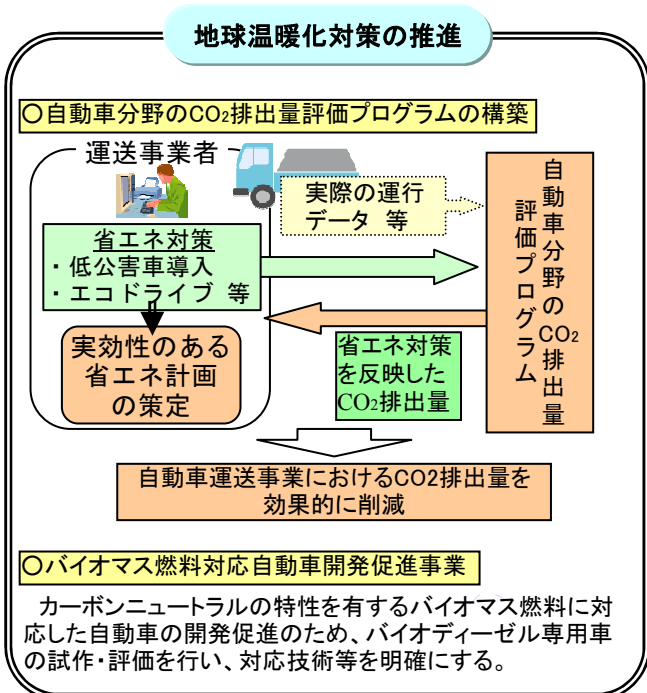 地球温暖化対策の推進
○自動車分野のCO₂排出量評価プログラムの構築
運送事業者
実際の運行
データ 等
省エネ対策
・低公害車導入
・エコドライブ 等
実効性のある
省エネ計画
の策定
自動車分野のCO₂排出量
評価プログラム
省エネ対策
を反映した
CO₂排出量
自動車運送事業におけるCO2排出量を
効果的に削減
○バイオマス燃料対応自動車開発促進事業
カーボンニュートラルの特性を有するバイオマス燃料に対
応した自動車の開発促進のため、バイオディーゼル専用車
の試作・評価を行い、対応技術等を明確にする。